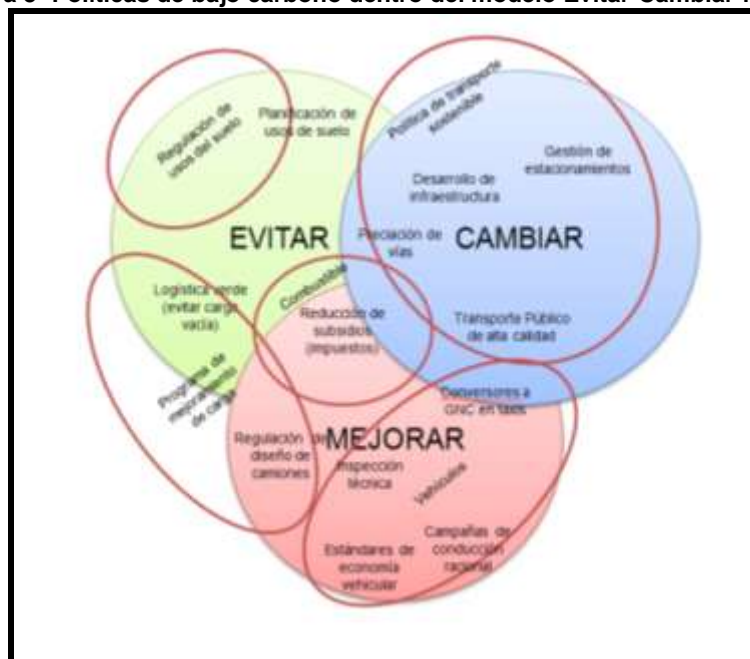 Políticas de bajo carbono dentro del modelo Evitar Cambiar
Regulación de
usos del suelo
Planificación de
usos de suelo
Política de transporte
sostenible
Gestión de
estacionamientos
Desarrollo de
infraestructura
EVITAR
Preciación de
vías
CAMBIAR
Logística verde
(evitar carga
vacía)
Combustible
Reducción de
subsidios
(impuestos)
Transporte Público
de alta calidad
Programa de
mejoramiento
de carga
Conversores a
GNC en taxis
Regulación de
diseño de
camiones
MEJORAR
Inspección
técnica
Vehículos
Estándares de
economía
vehicular
Campañas de
conducción
racional